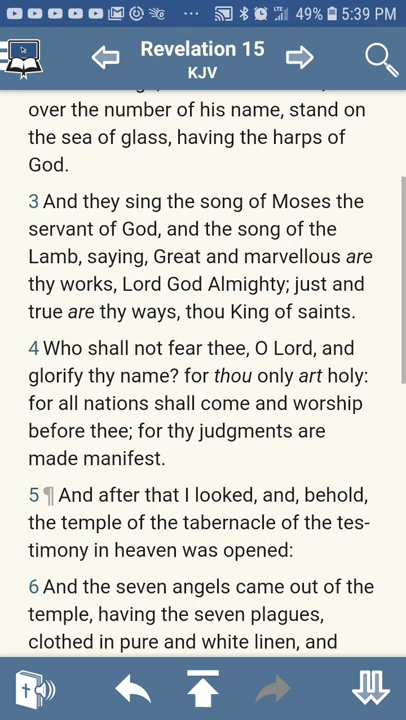 49% 5:39 PM
Revelation 15
KJV
over the number of his name, stand on
the sea of glass, having the harps of
God.
3 And they sing the song of Moses the
servant of God, and the song of the
Lamb, saying, Great and marvellous are
thy works, Lord God Almighty; just and
true are thy ways, thou King of saints.
4 Who shall not fear thee, O Lord, and
glorify thy name? for thou only art holy:
for all nations shall come and worship
before thee; for thy judgments are
made manifest.
5 ¶ And after that I looked, and, behold,
the temple of the tabernacle of the tes-
timony in heaven was opened:
6 And the seven angels came out of the
temple, having the seven plagues,
clothed in pure and white linen, and